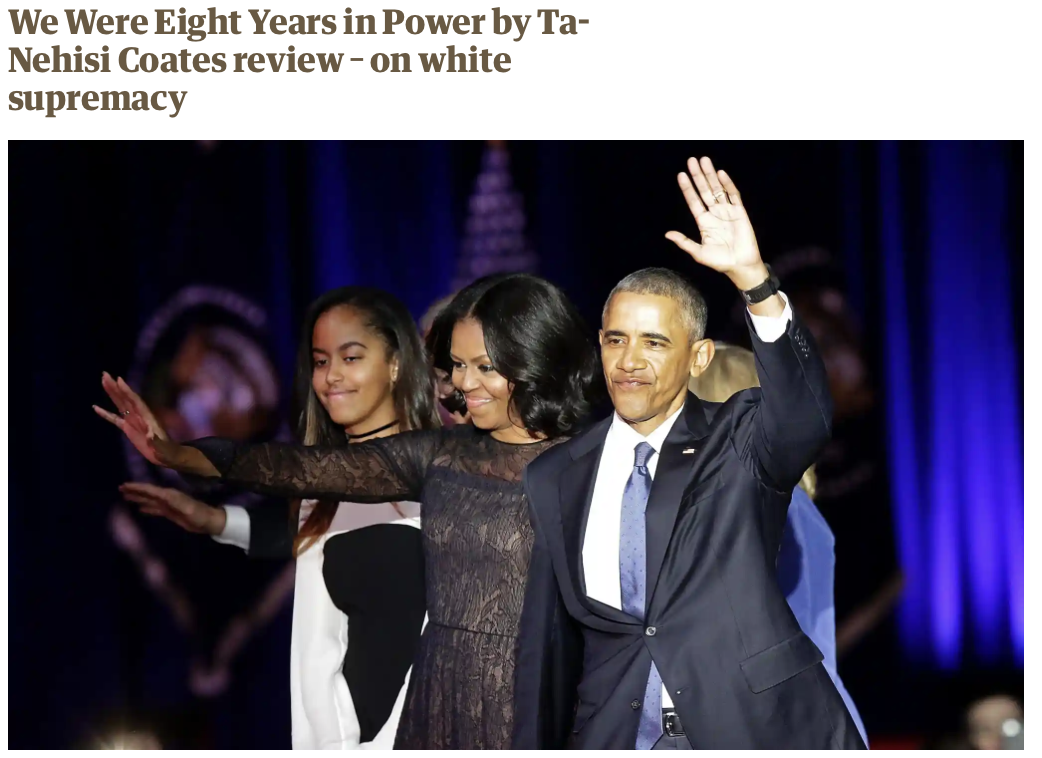 We Were Eight Years in Power by Ta-
Nehisi Coates review – on white
supremacy